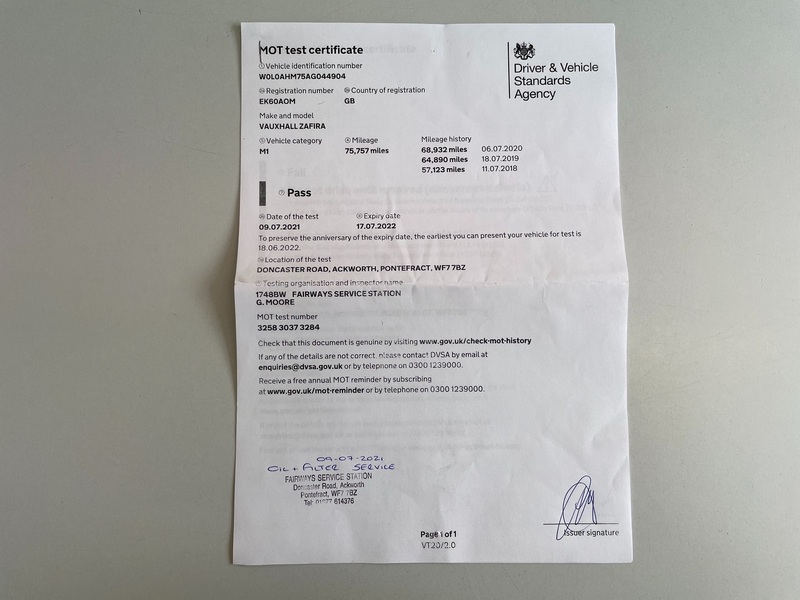 MOT test certificate
Driver & Vehicle
Standards
Agency
Vehicle identification number
W0L0AHM75AG044904
Registration number
Country of registration
EK60AOM
GB
Make and model
VAUXHALL ZAFIRA
Vehicle category
Mileage
Mileage history
M1
75,757 miles
68,932 miles 06.07.2020
64,890 miles 18.07.2019
57,123 miles 11.07.2018
Pass
Date of the test
Expiry date
09.07.2021
17.07.2022
To preserve the anniversary of the expiry date, the earliest you can present your vehicle for test is
18.06.2022.
Location of the test
DONCASTER ROAD, ACKWORTH, PONTEFRACT, WF7 7BZ
Testing organisation and inspector name
1748BW FAIRWAYS SERVICE STATION
G. MOORE
MOT test number
3258 3037 3284
Check that this document is genuine by visiting www.gov.uk/check-mot-history
If any of the details are not correct, please contact DVSA by email at
enquiries@dvsa.gov.uk or by telephone on 0300 1239000.
Receive a free annual MOT reminder by subscribing
at www.gov.uk/mot-reminder or by telephone on 0300 1239000.
09-07-2021
OIL + FILTER SERVICE
FAIRWAYS SERVICE STATION
Doncaster Road, Ackworth
Pontefract, WF7 7BZ
Tel: 01977 614376
Issuer signature
Page 1 of 1
VT20/2.0